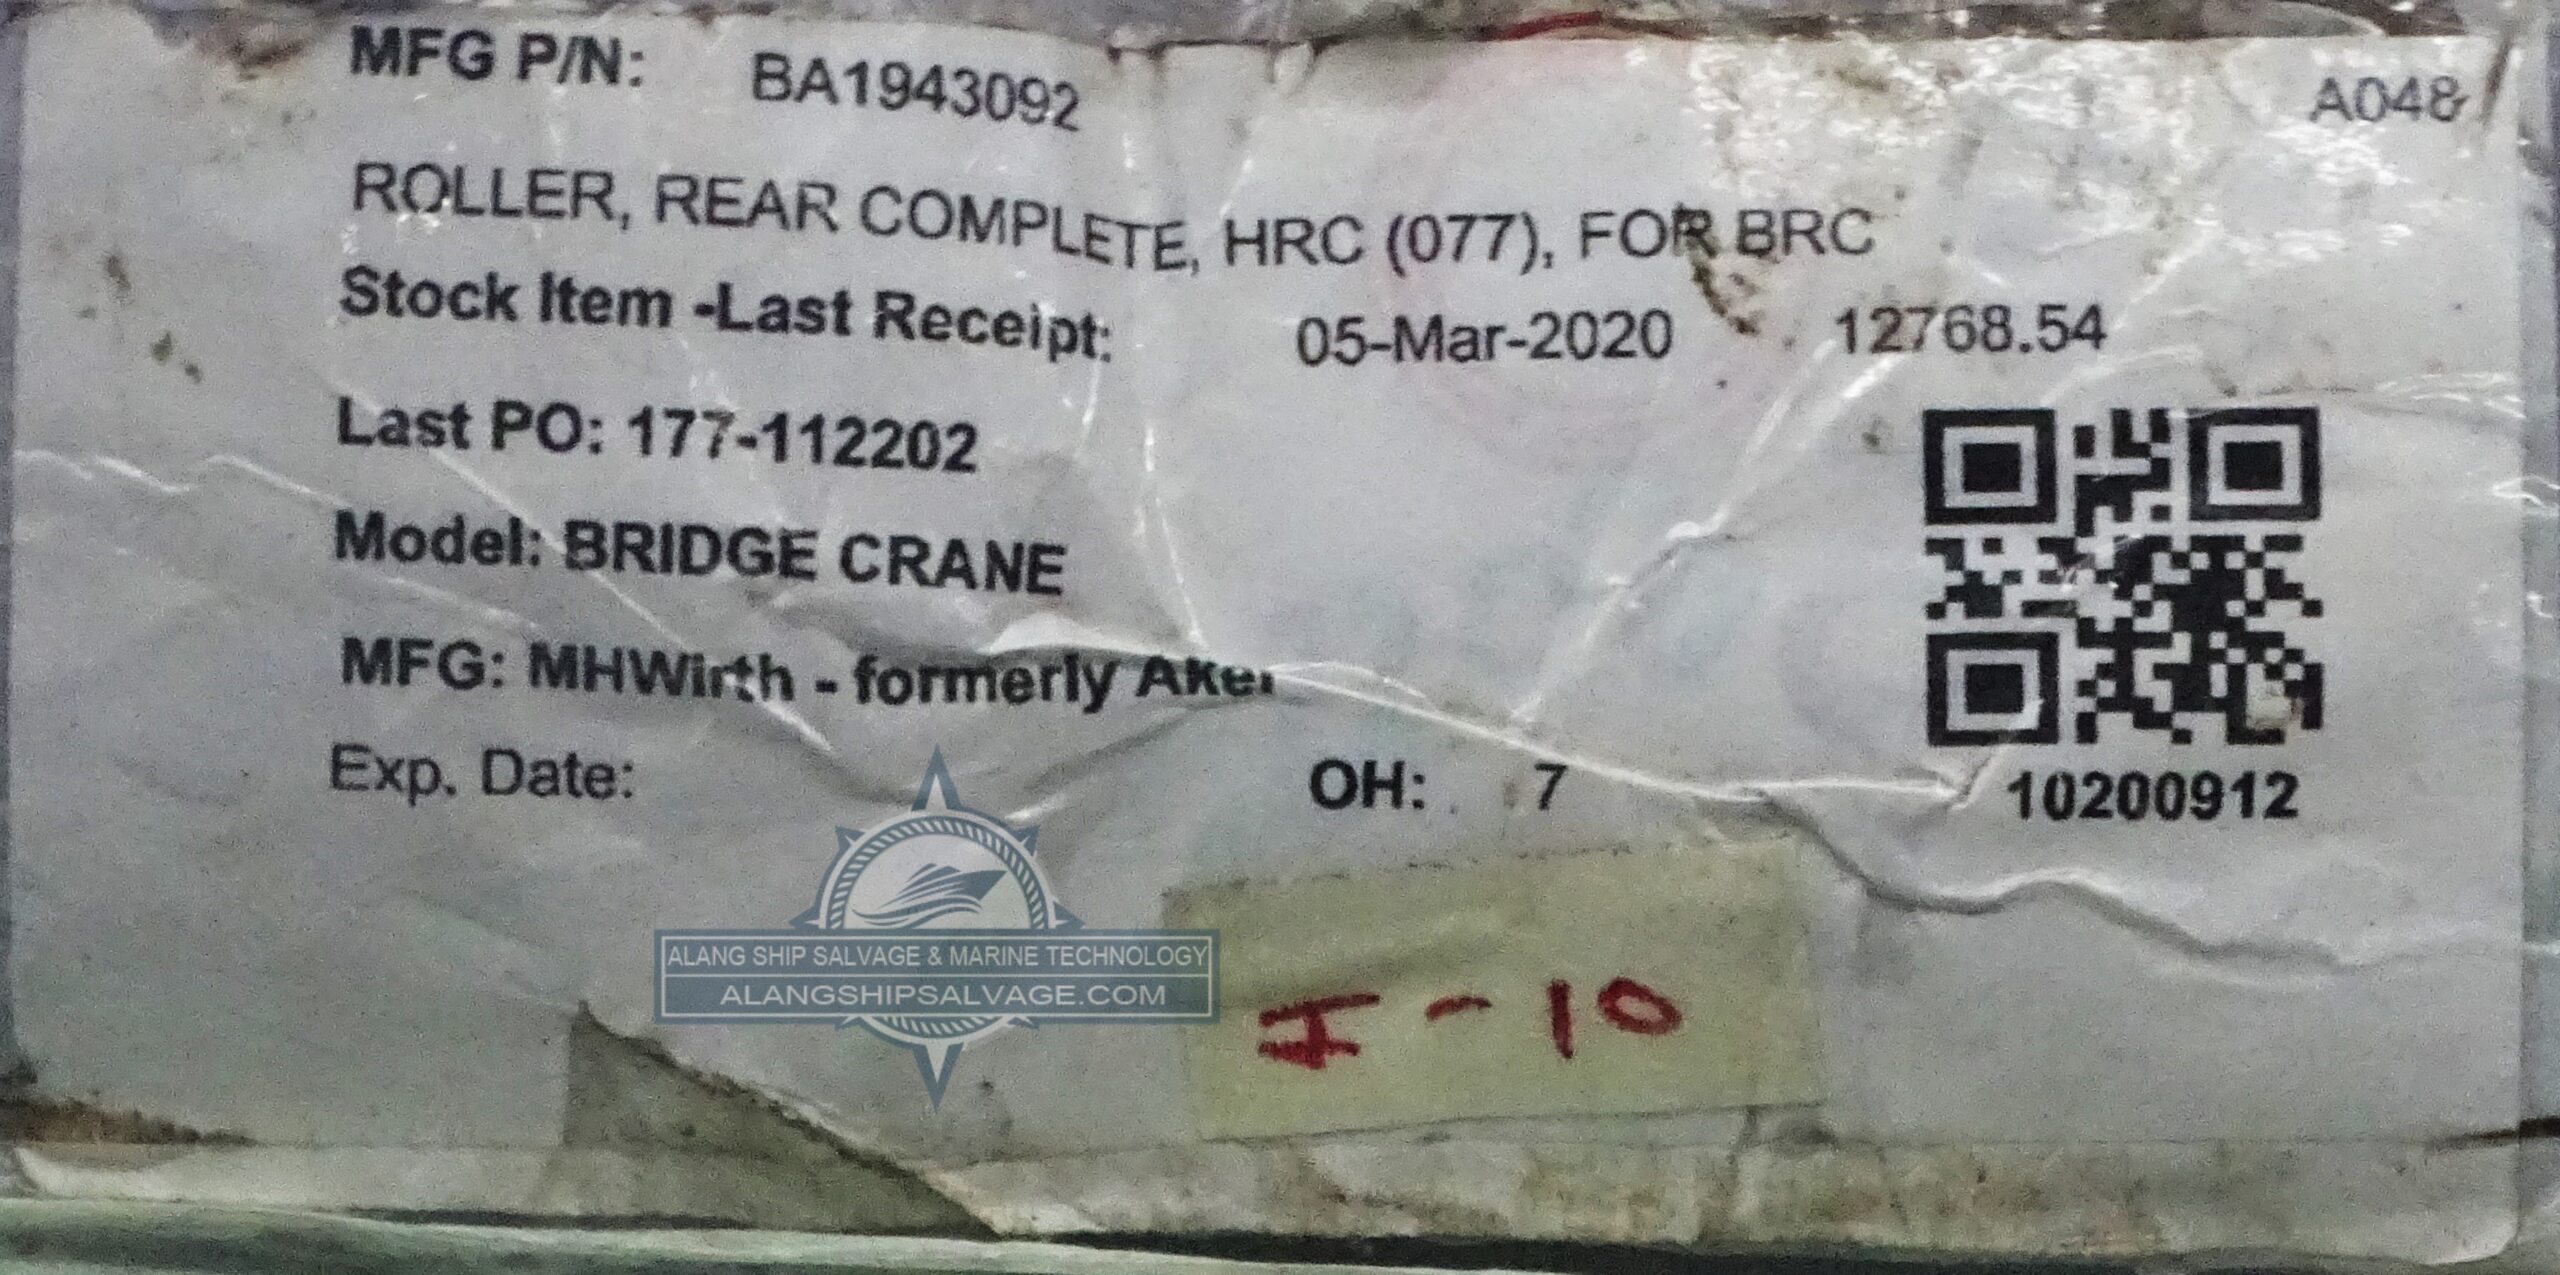 MFG P/N: BA1943092 A048
ROLLER, REAR COMPLETE, HRC (077), FOR BRC
Stock Item -Last Receipt: 05-Mar-2020 12768.54
Last PO: 177-112202
Model: BRIDGE CRANE
MFG: MHWirth - formerly Aker
Exp. Date: OH: 7
10200912
ALANG SHIP SALVAGE & MARINE TECHNOLOGY
ALANGSHIPSALVAGE.COM
I-10